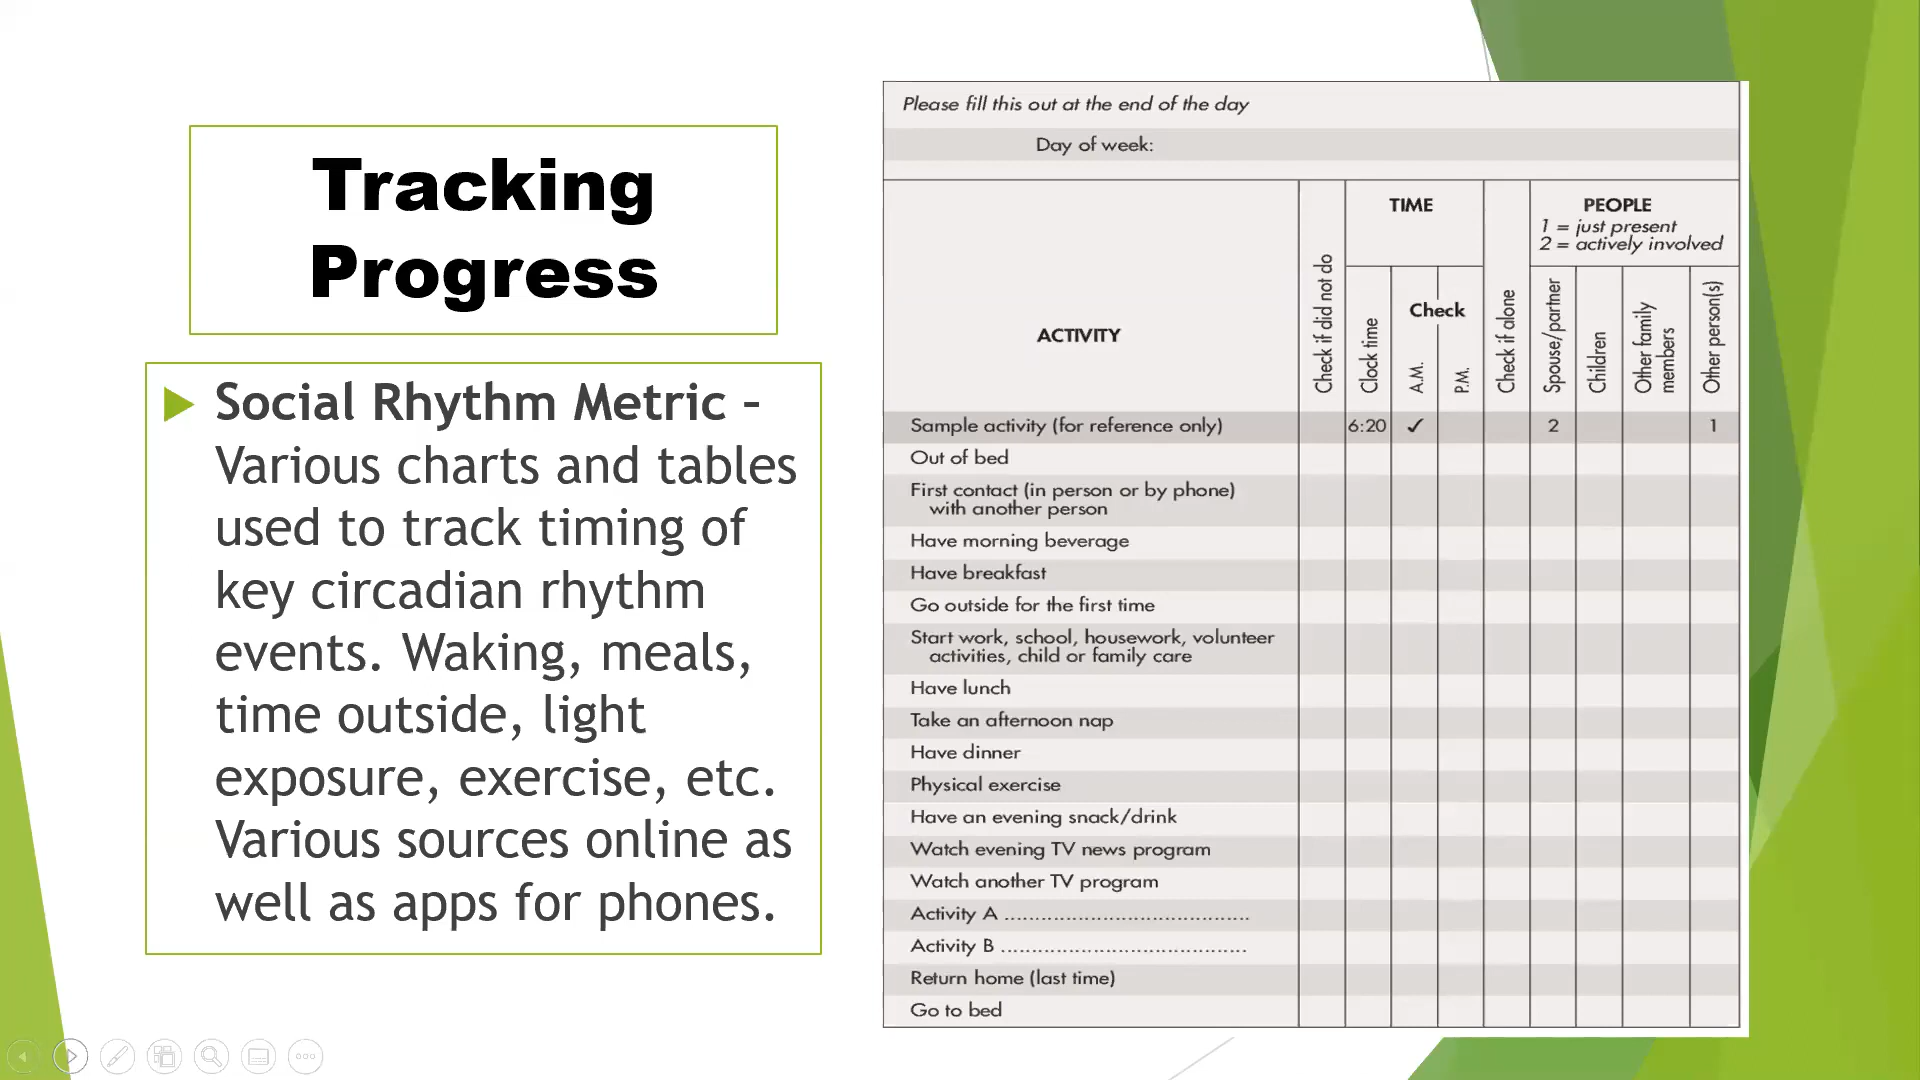 Tracking
Progress
Social Rhythm Metric –
Various charts and tables
used to track timing of
key circadian rhythm
events. Waking, meals,
time outside, light
exposure, exercise, etc.
Various sources online as
well as apps for phones.
Please fill this out at the end of the day
Day of week:
ACTIVITY
Check if did not do
TIME
Clock time
Check
A.M.
P.M.
Check if alone
PEOPLE
1 = just present
2 = actively involved
Spouse/partner
Children
Other family
members
Other person(s)
Sample activity (for reference only) 6:20 ✓ 2 1
Out of bed
First contact (in person or by phone)
with another person
Have morning beverage
Have breakfast
Go outside for the first time
Start work, school, housework, volunteer
activities, child or family care
Have lunch
Take an afternoon nap
Have dinner
Physical exercise
Have an evening snack/drink
Watch evening TV news program
Watch another TV program
Activity A ........................................
Activity B ........................................
Return home (last time)
Go to bed